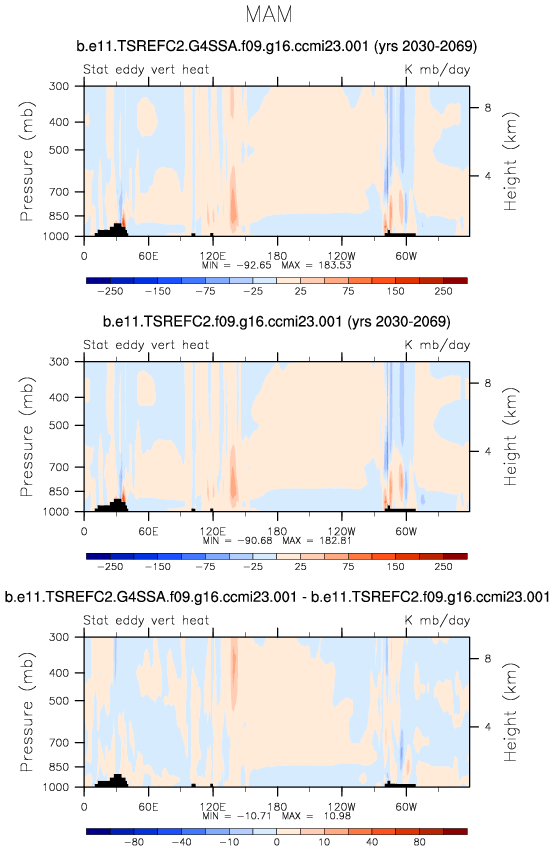 MAM
b.e11.TSREFC2.G4SSA.f09.g16.ccmi23.001 (yrs 2030-2069)
Stat eddy vert heat K mb/day
300
400
500
700
850
1000
Pressure (mb)
8
4
Height (km)
0 60E 120E 180 120W 60W
MIN = -92.65 MAX = 183.53
-250 -150 -75 -25 25 75 150 250
b.e11.TSREFC2.f09.g16.ccmi23.001 (yrs 2030-2069)
Stat eddy vert heat K mb/day
300
400
500
700
850
1000
Pressure (mb)
8
4
Height (km)
0 60E 120E 180 120W 60W
MIN = -90.68 MAX = 182.81
-250 -150 -75 -25 25 75 150 250
b.e11.TSREFC2.G4SSA.f09.g16.ccmi23.001 - b.e11.TSREFC2.f09.g16.ccmi23.001
Stat eddy vert heat K mb/day
300
400
500
700
850
1000
Pressure (mb)
8
4
Height (km)
0 60E 120E 180 120W 60W
MIN = -10.71 MAX = 10.98
-80 -40 -10 0 10 40 80